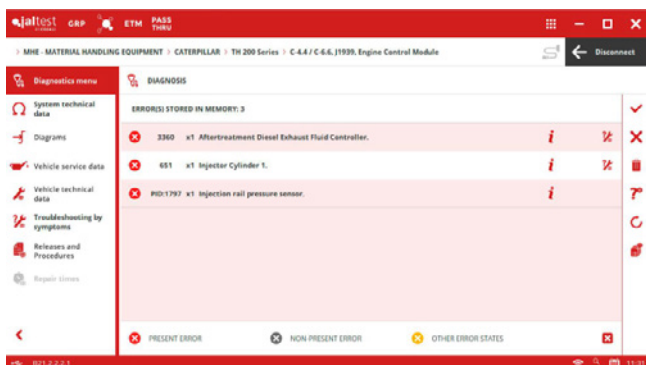 jaltest GRP ETM PASS THRU
MHE - MATERIAL HANDLING EQUIPMENT > CATERPILLAR > TH 200 Series > C-4.4 / C-6.6, J1939, Engine Control Module
Disconnect
Diagnostics menu
DIAGNOSIS
System technical data
ERROR(S) STORED IN MEMORY: 3
Diagrams
3360 x1 Aftertreatment Diesel Exhaust Fluid Controller.
Vehicle service data
651 x1 Injector Cylinder 1.
Vehicle technical data
PID:1797 x1 Injection rail pressure sensor.
Troubleshooting by symptoms
Releases and Procedures
Repair times
PRESENT ERROR NON-PRESENT ERROR OTHER ERROR STATES